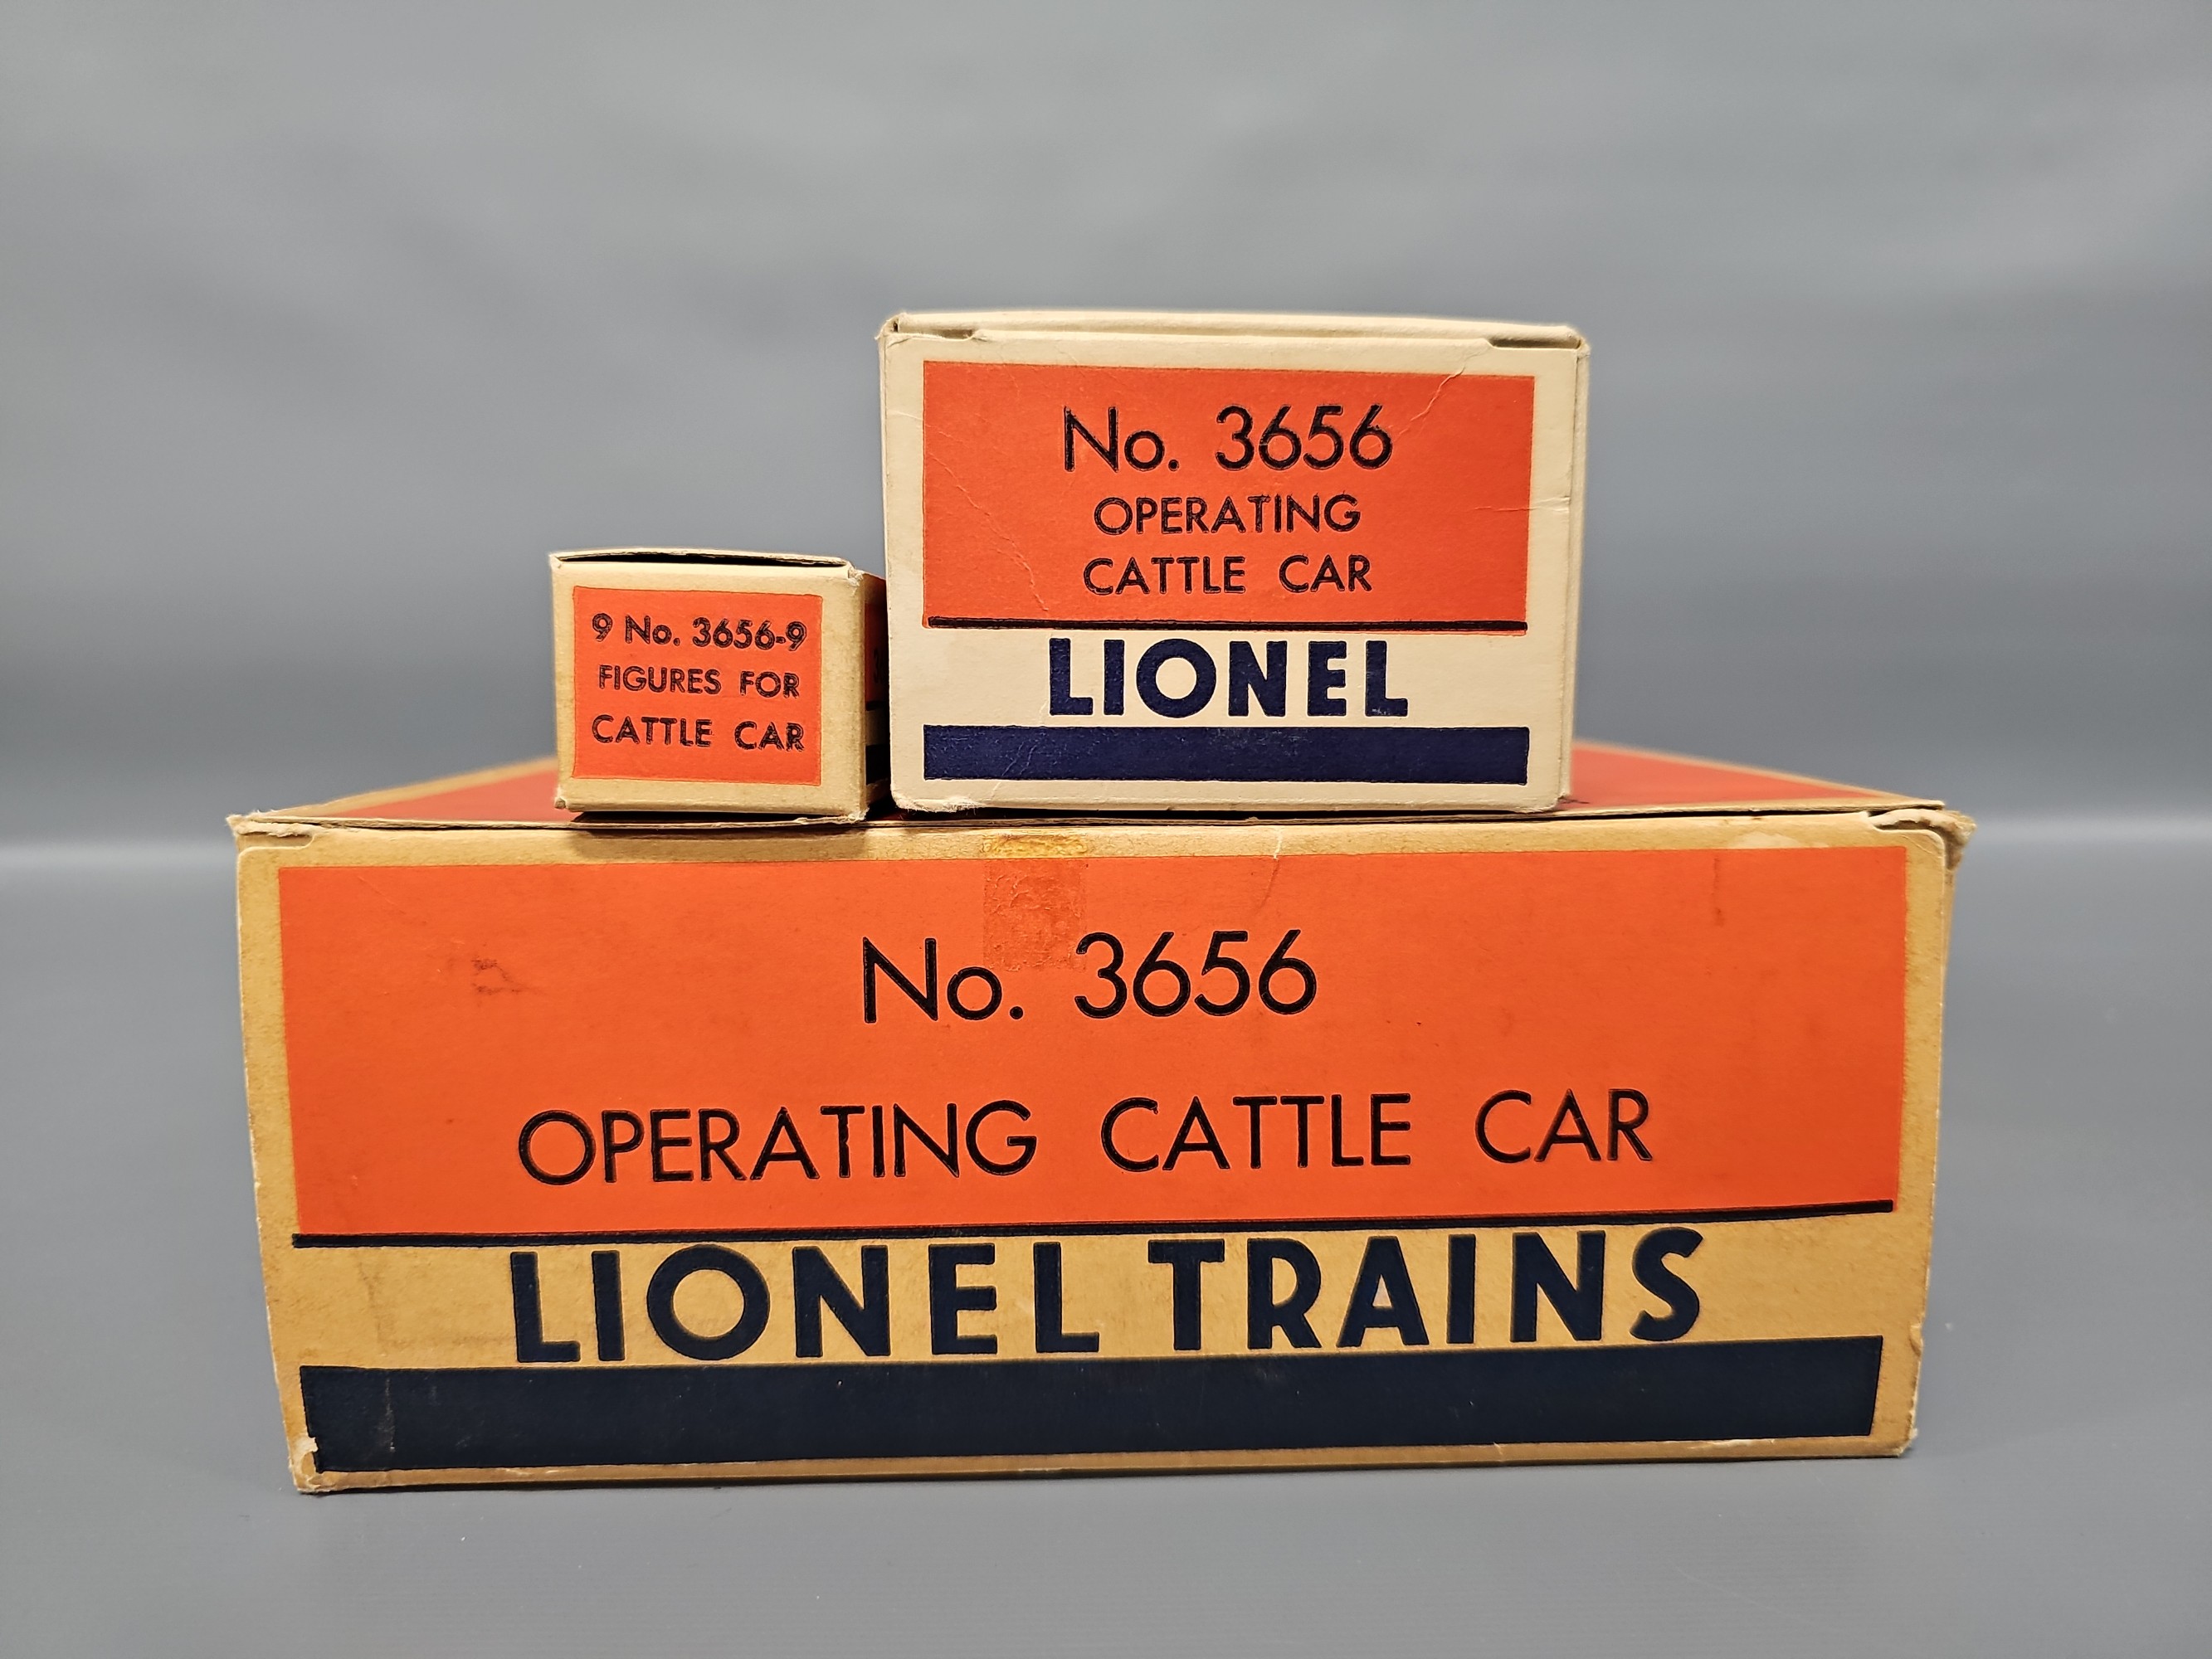 9 No. 3656-9
FIGURES FOR
CATTLE CAR
No. 3656
OPERATING
CATTLE CAR
LIONEL
No. 3656
OPERATING CATTLE CAR
LIONEL TRAINS